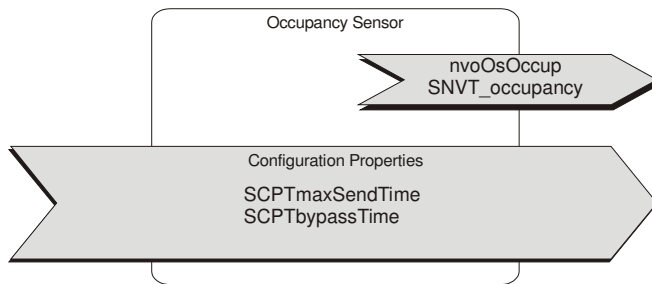 Occupancy Sensor
nvoOsOccup
SNVT_occupancy
Configuration Properties
SCPTmaxSendTime
SCPTbypassTime